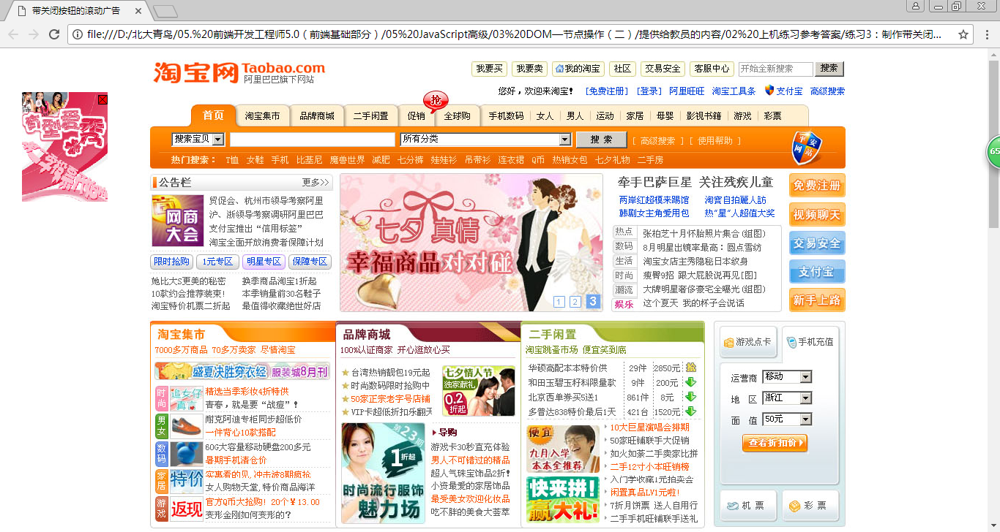 带关闭按钮的滚动广告
file:///D:/北大青鸟/05.%20前端开发工程师5.0（前端基础部分）/05%20JavaScript高级/03%20DOM—节点操作（二）/提供给教员的内容/02%20上机练习参考答案/练习3：制作带关闭...
淘宝网 Taobao.com
阿里巴巴旗下网站
我要买 我要卖 我的淘宝 社区 交易安全 客服中心 开始全新搜索 搜索
您好，欢迎来淘宝！ [免费注册] [登录] 阿里旺旺 淘宝工具条 支付宝 高级搜索
抢
首页 淘宝集市 品牌商城 二手闲置 促销 全球购 手机数码 女人 男人 运动 家居 母婴 影视书籍 游戏 彩票
搜索宝贝 所有分类 搜 索 [ 高级搜索 ] [ 使用帮助 ]
平安网站
热门搜索： T恤 女鞋 手机 比基尼 魔兽世界 减肥 七分裤 娃娃衫 吊带衫 连衣裙 Q币 热销女包 七夕礼物 二手房
有型爱秀
65
公告栏 更多>>
网商大会
贸促会、杭州市领导考察阿里
沪、浙领导考察调研阿里巴巴
支付宝推出“信用标签”
淘宝全面开放消费者保障计划
限时抢购 1元专区 明星专区 保障专区
她比大S更美的秘密 换季商品淘宝1折起
10款约会推荐装束! 本季销量前30名鞋子
淘宝特价机票二折起 最值得收藏绝世好店
七夕 真情
幸福商品对对碰
1 2 3
牵手巴萨巨星 关注残疾儿童
两岸红超模来踢馆 淘宫自拍麗人訪
韩剧女主角爱用包 热“星”人超值大奖
热点 张柏芝十月怀胎照片集合(组图)
数码 8月明星出镜率最高：圆点雪纺
生活 淘宝女店主秀隐秘日本纹身
时尚 瘦臀9招 跟大屁股说再见[图]
潮流 大牌明星奢侈豪宅全曝光(组图)
娱乐 这个夏天 我的杯子会说话
免费注册
视频聊天
交易安全
支付宝
新手上路
淘宝集市
7000多万商品 70多万卖家 尽情淘宝
盛夏决胜穿衣经 服装城8月刊
时尚 追女仔真言 精选当季彩妆4折特供
青春，就是要“战痘”!
男女 耐克阿迪专柜同步超低价
一件背心10款搭配
数码 60G大容量移动硬盘200多元
暑期手机清仓价
家居 特价 实惠看的见，冲击波8期疯抢
女人购物天堂,特价商品海洋
游戏 返现 官方Q币大抢购! 20个￥13.00
变形金刚如何变形的?
品牌商城
100%认证商家 开心逛放心买
台湾热销靓包19元起
时尚数码限时抢购中
50家正宗老字号店铺
VIP卡超低折扣乐翻天
七夕情人节
独家献礼
0.2折起
第23期
1折起
时尚流行服饰
魅力场
导购
游戏卡30秒直充体验
男人不可错过的精品
超人气珠宝饰品2折!
小资最爱的家居饰品
最受美女欢迎化妆品
吃不胖的美食大荟萃
二手闲置
淘宝跳蚤市场 便宜笑到底
华硕高配本本特价供 29件 2850元 抢
和田玉碧玉籽料限量款 9件 200元
北京西单券买5送1 861件 8元
多普达838特价最后1天 421台 1520元
便宜
九月入学
本本全推荐
快来拼!
赢大礼!
10大巨星演唱会排期
50家旺铺联手大促销
如火如荼二手卖家比拼
二手12寸小本旺销榜
入门学收藏1元拍卖会
闲置真品LV1元啦!
7折月饼票 送人自用行
二手手机旺铺联手送礼
游戏点卡 手机充值
运营商 移动
地 区 浙江
面 值 50元
查看折扣价
机 票 彩 票